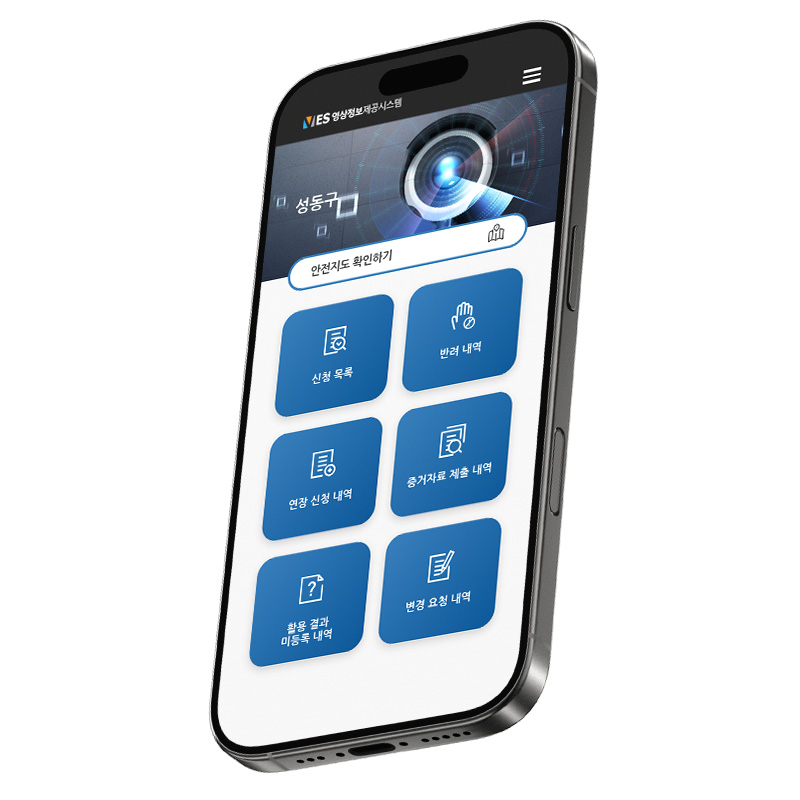 VES 영상정보제공시스템
성동구
안전지도 확인하기
신청 목록
반려 내역
연장 신청 내역
증거자료 제출 내역
활용 결과
미등록 내역
변경 요청 내역